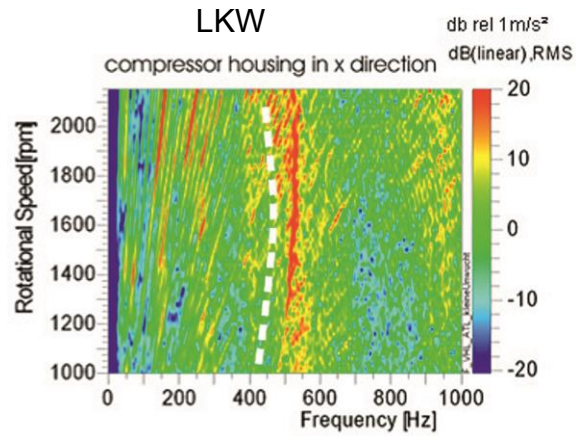 LKW
db rel 1m/s²
dB(linear),RMS
compressor housing in x direction
20
10
0
-10
-20
Rotational Speed[rpm]
2000
1800
1600
1400
1200
1000
0
200
400
600
800
1000
Frequency [Hz]